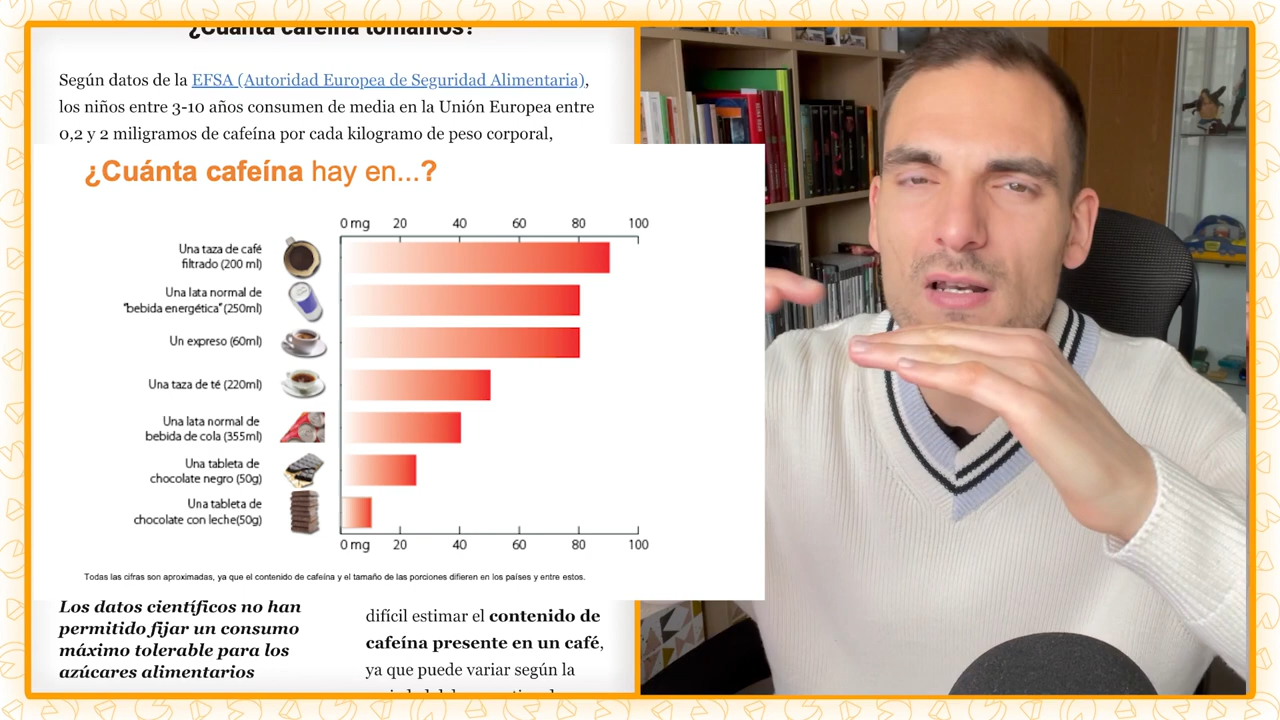 ¿Cuánta cafeína tomamos?
Según datos de la EFSA (Autoridad Europea de Seguridad Alimentaria),
los niños entre 3-10 años consumen de media en la Unión Europea entre
0,2 y 2 miligramos de cafeína por cada kilogramo de peso corporal,
¿Cuánta cafeína hay en...?
0 mg 20 40 60 80 100
Una taza de café
filtrado (200 ml)
Una lata normal de
"bebida energética" (250ml)
Un expreso (60ml)
Una taza de té (220ml)
Una lata normal de
bebida de cola (355ml)
Una tableta de
chocolate negro (50g)
Una tableta de
chocolate con leche(50g)
0 mg 20 40 60 80 100
Todas las cifras son aproximadas, ya que el contenido de cafeína y el tamaño de las porciones difieren en los países y entre estos.
Los datos científicos no han
permitido fijar un consumo
máximo tolerable para los
azúcares alimentarios
difícil estimar el contenido de
cafeína presente en un café,
ya que puede variar según la